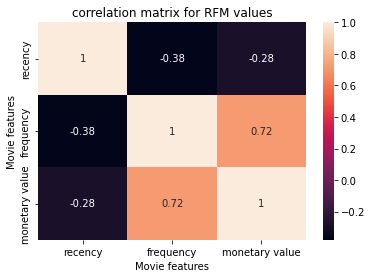 correlation matrix for RFM values
Movie features
recency
frequency
monetary value
1
-0.38
-0.28
-0.38
1
0.72
-0.28
0.72
1
recency
frequency
monetary value
Movie features
1.0
0.8
0.6
0.4
0.2
0.0
−0.2